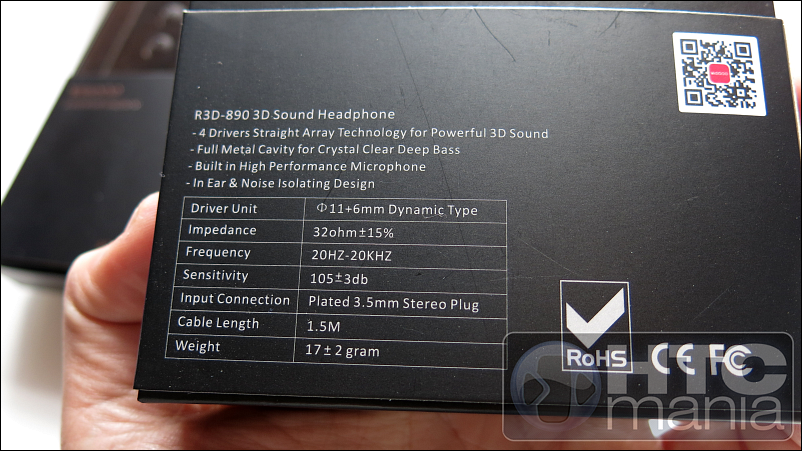 R3D-890 3D Sound Headphone
- 4 Drivers Straight Array Technology for Powerful 3D Sound
- Full Metal Cavity for Crystal Clear Deep Bass
- Built in High Performance Microphone
- In Ear & Noise Isolating Design
Driver Unit Φ11+6mm Dynamic Type
Impedance 32ohm±15%
Frequency 20HZ-20KHZ
Sensitivity 105±3db
Input Connection Plated 3.5mm Stereo Plug
Cable Length 1.5M
Weight 17±2 gram
RoHS CE FC
HTC
mania